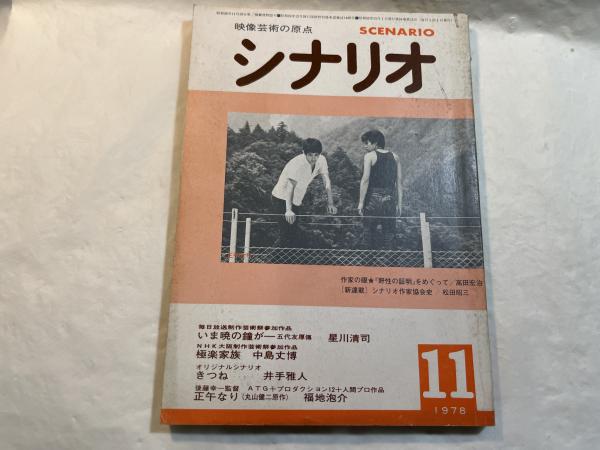 映像芸術の原点
SCENARIO
シナリオ
作家の眼★『野性の証明』をめぐって／高田宏治
〔新連載〕シナリオ作家協会史／松田昭三
毎日放送制作芸術祭参加作品
いま暁の鐘が──五代友厚傳 星川清司
NHK大阪制作芸術祭参加作品
極楽家族 中島丈博
オリジナルシナリオ
きつね 井手雅人
後藤幸一監督 ATG+プロダクション12+人間プロ作品
正午なり(丸山健二原作) 福地泡介
11
1978